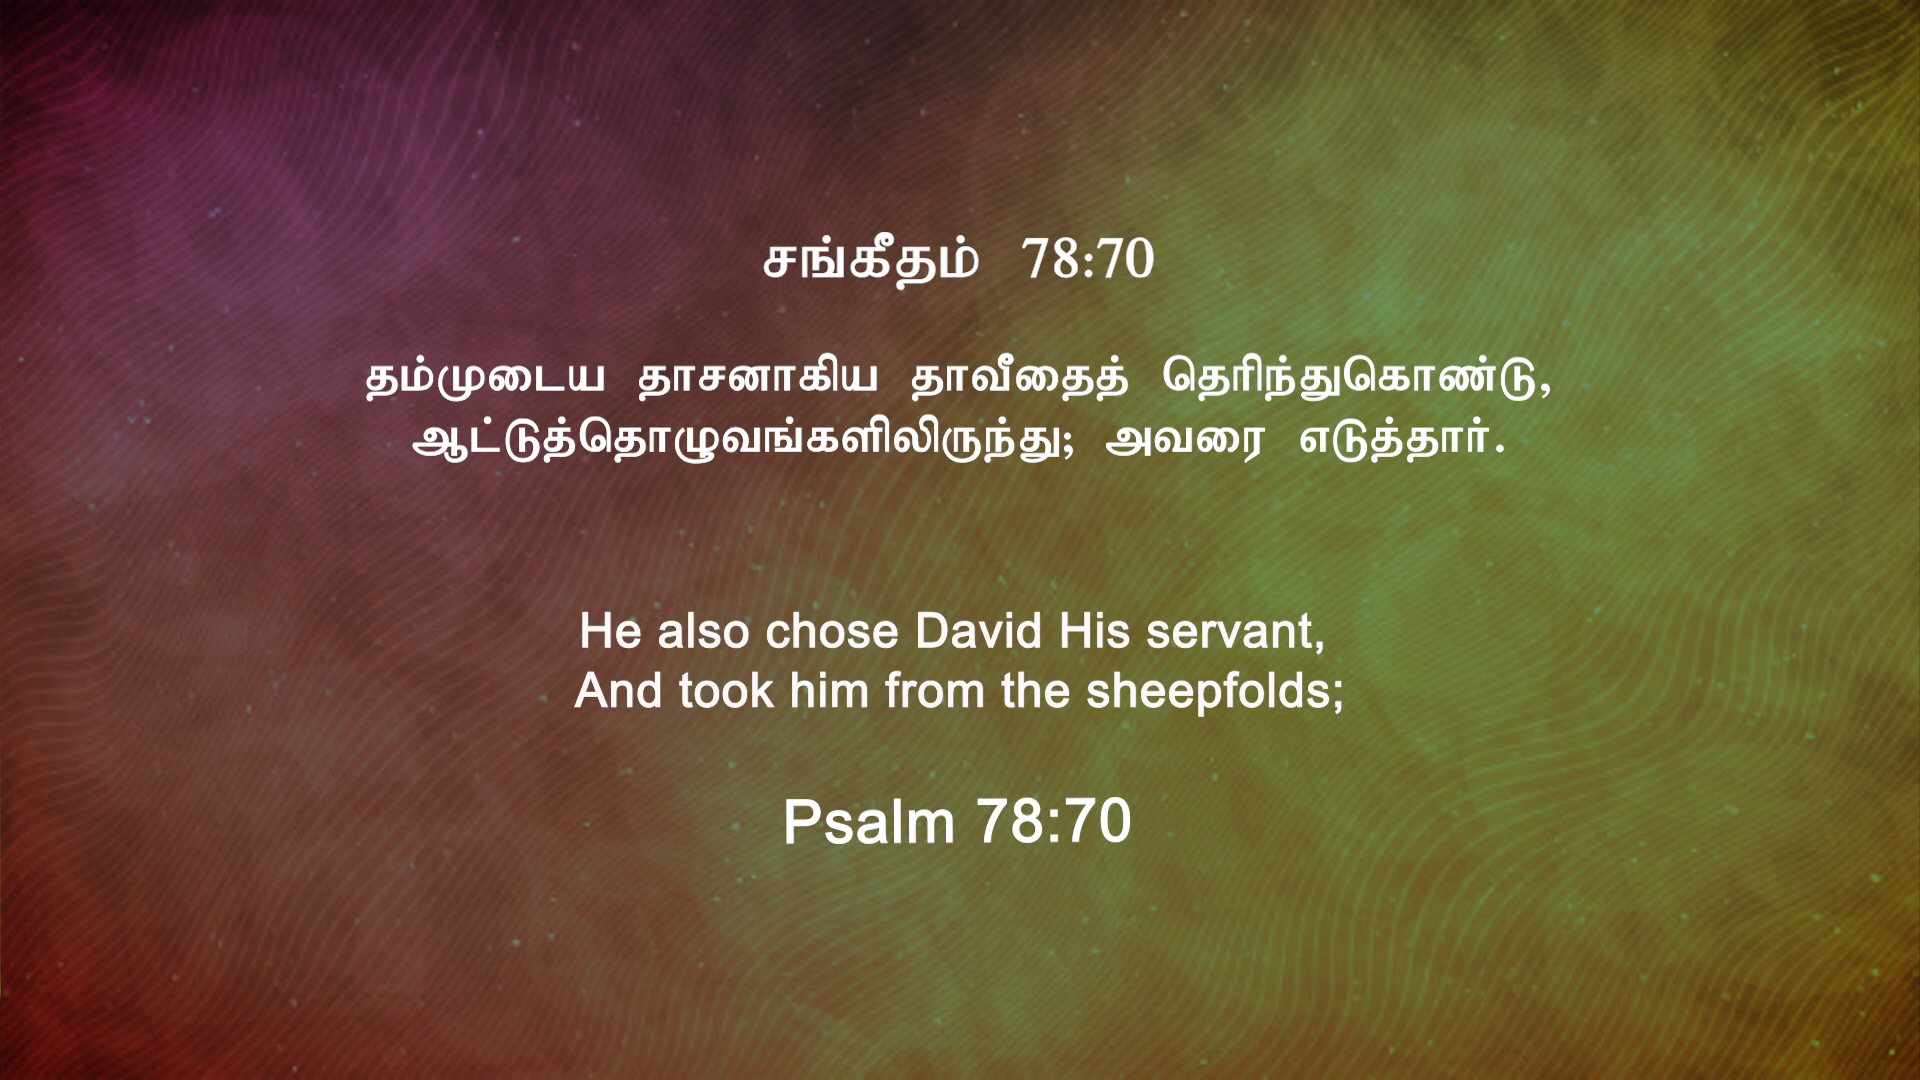 சங்கீதம் 78:70
தம்முடைய தாசனாகிய தாவீதைத் தெரிந்துகொண்டு,
ஆட்டுத்தொழுவங்களிலிருந்து; அவரை எடுத்தார்.
He also chose David His servant,
And took him from the sheepfolds;
Psalm 78:70